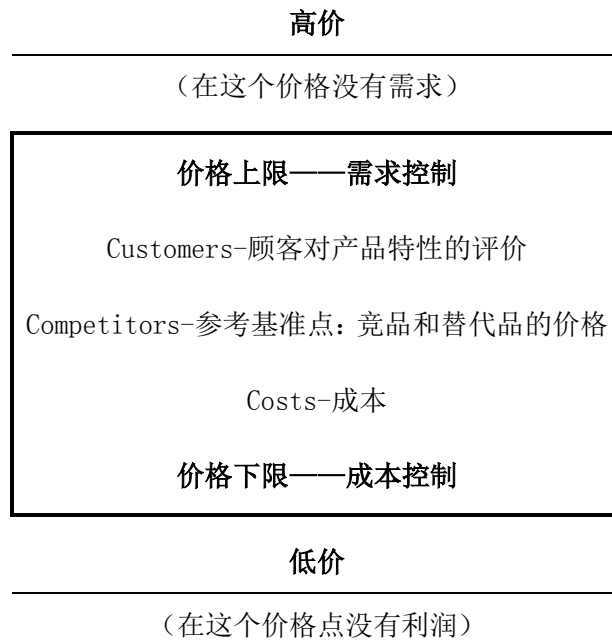 高价
（在这个价格没有需求）
价格上限——需求控制
Customers-顾客对产品特性的评价
Competitors-参考基准点：竞品和替代品的价格
Costs-成本
价格下限——成本控制
低价
（在这个价格点没有利润）